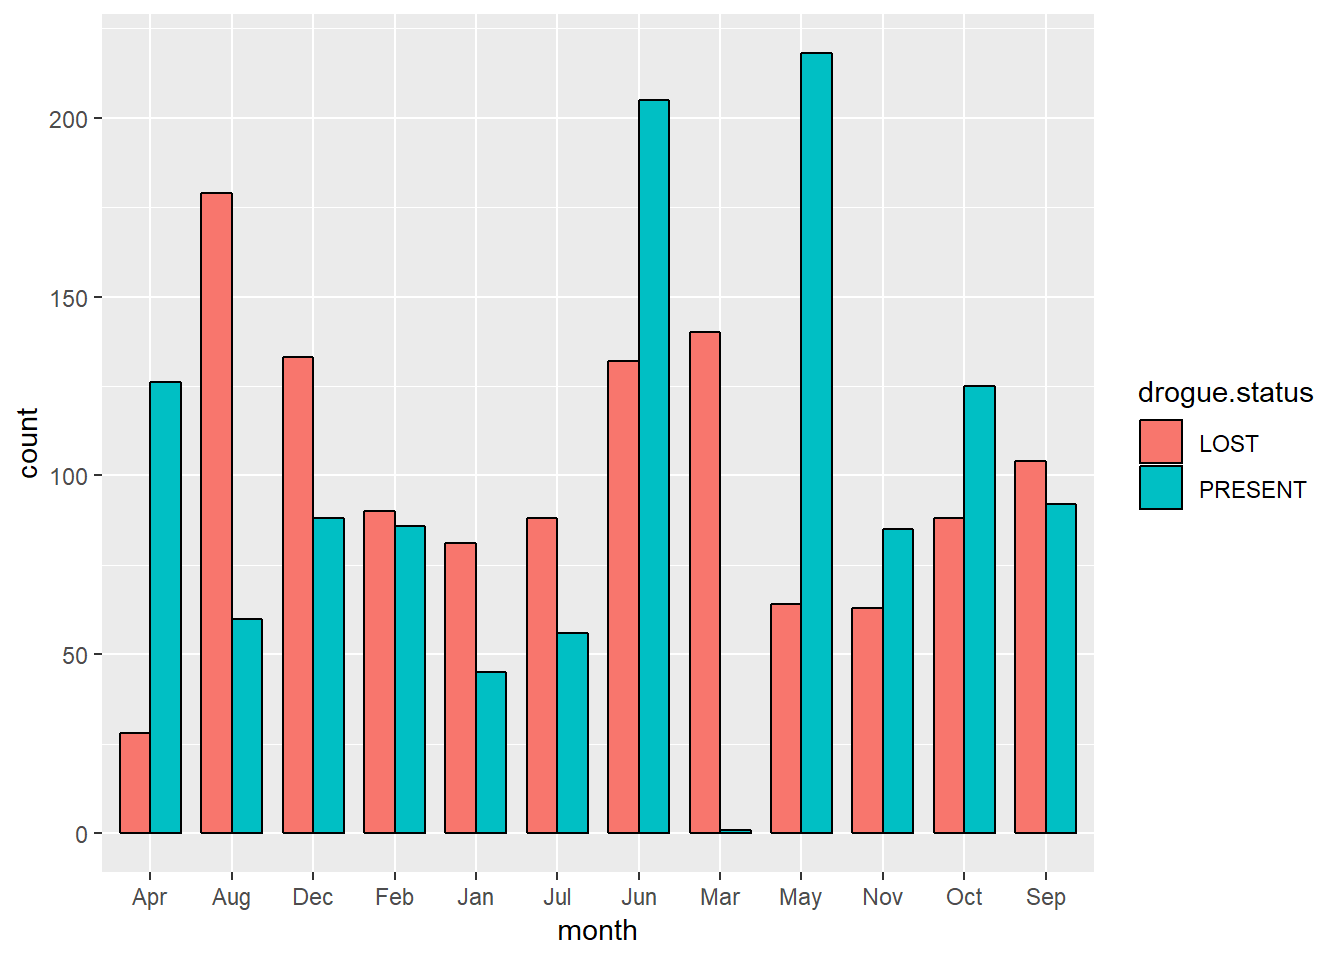 200
150
100
50
0
count
Apr Aug Dec Feb Jan Jul Jun Mar May Nov Oct Sep
month
drogue.status
LOST
PRESENT